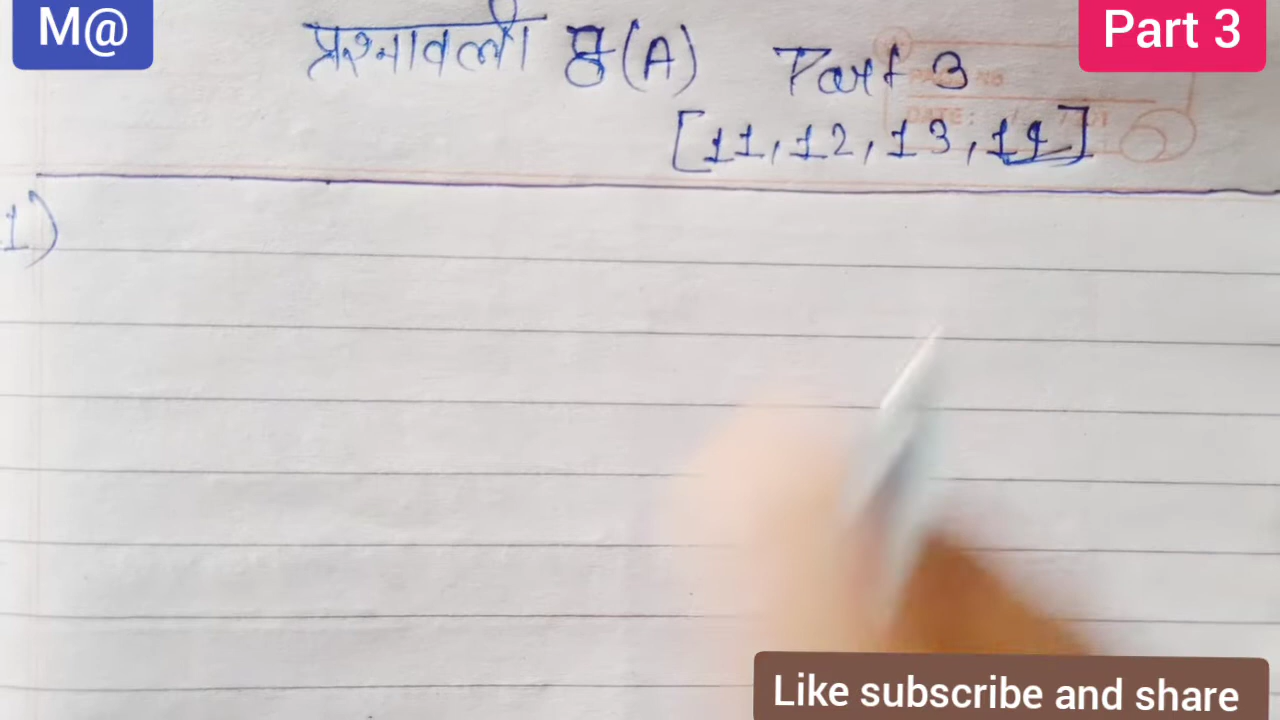 M@
Part 3
प्रश्नावली 8(A) Part 3
[11, 12, 13, 14]
1)
Like subscribe and share